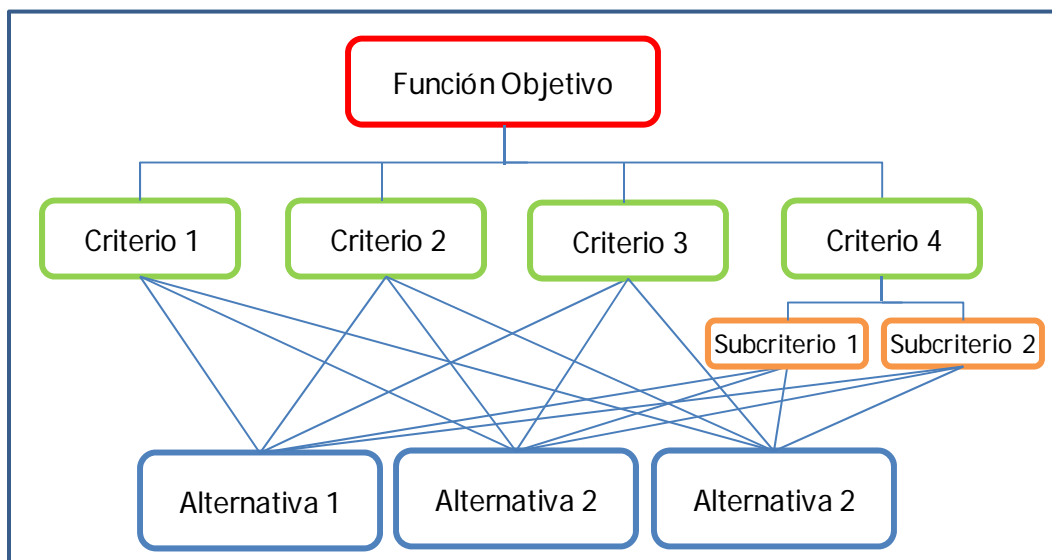 Función Objetivo
Criterio 1
Criterio 2
Criterio 3
Criterio 4
Subcriterio 1
Subcriterio 2
Alternativa 1
Alternativa 2
Alternativa 2